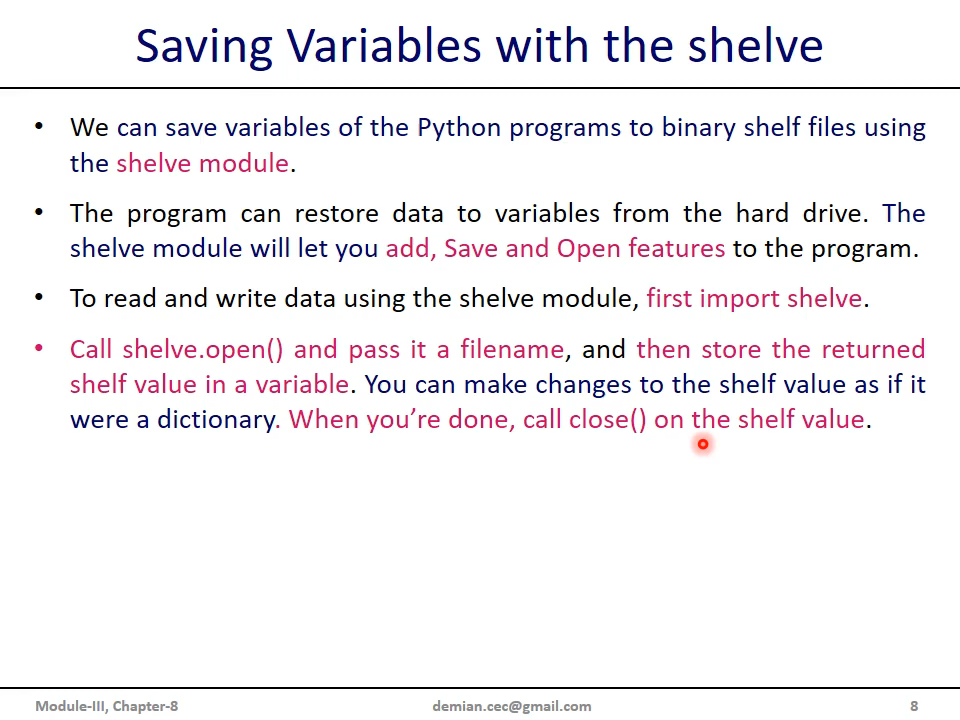 Saving Variables with the shelve
• We can save variables of the Python programs to binary shelf files using
the shelve module.
• The program can restore data to variables from the hard drive. The
shelve module will let you add, Save and Open features to the program.
• To read and write data using the shelve module, first import shelve.
• Call shelve.open() and pass it a filename, and then store the returned
shelf value in a variable. You can make changes to the shelf value as if it
were a dictionary. When you’re done, call close() on the shelf value.
Module-III, Chapter-8
demian.cec@gmail.com
8